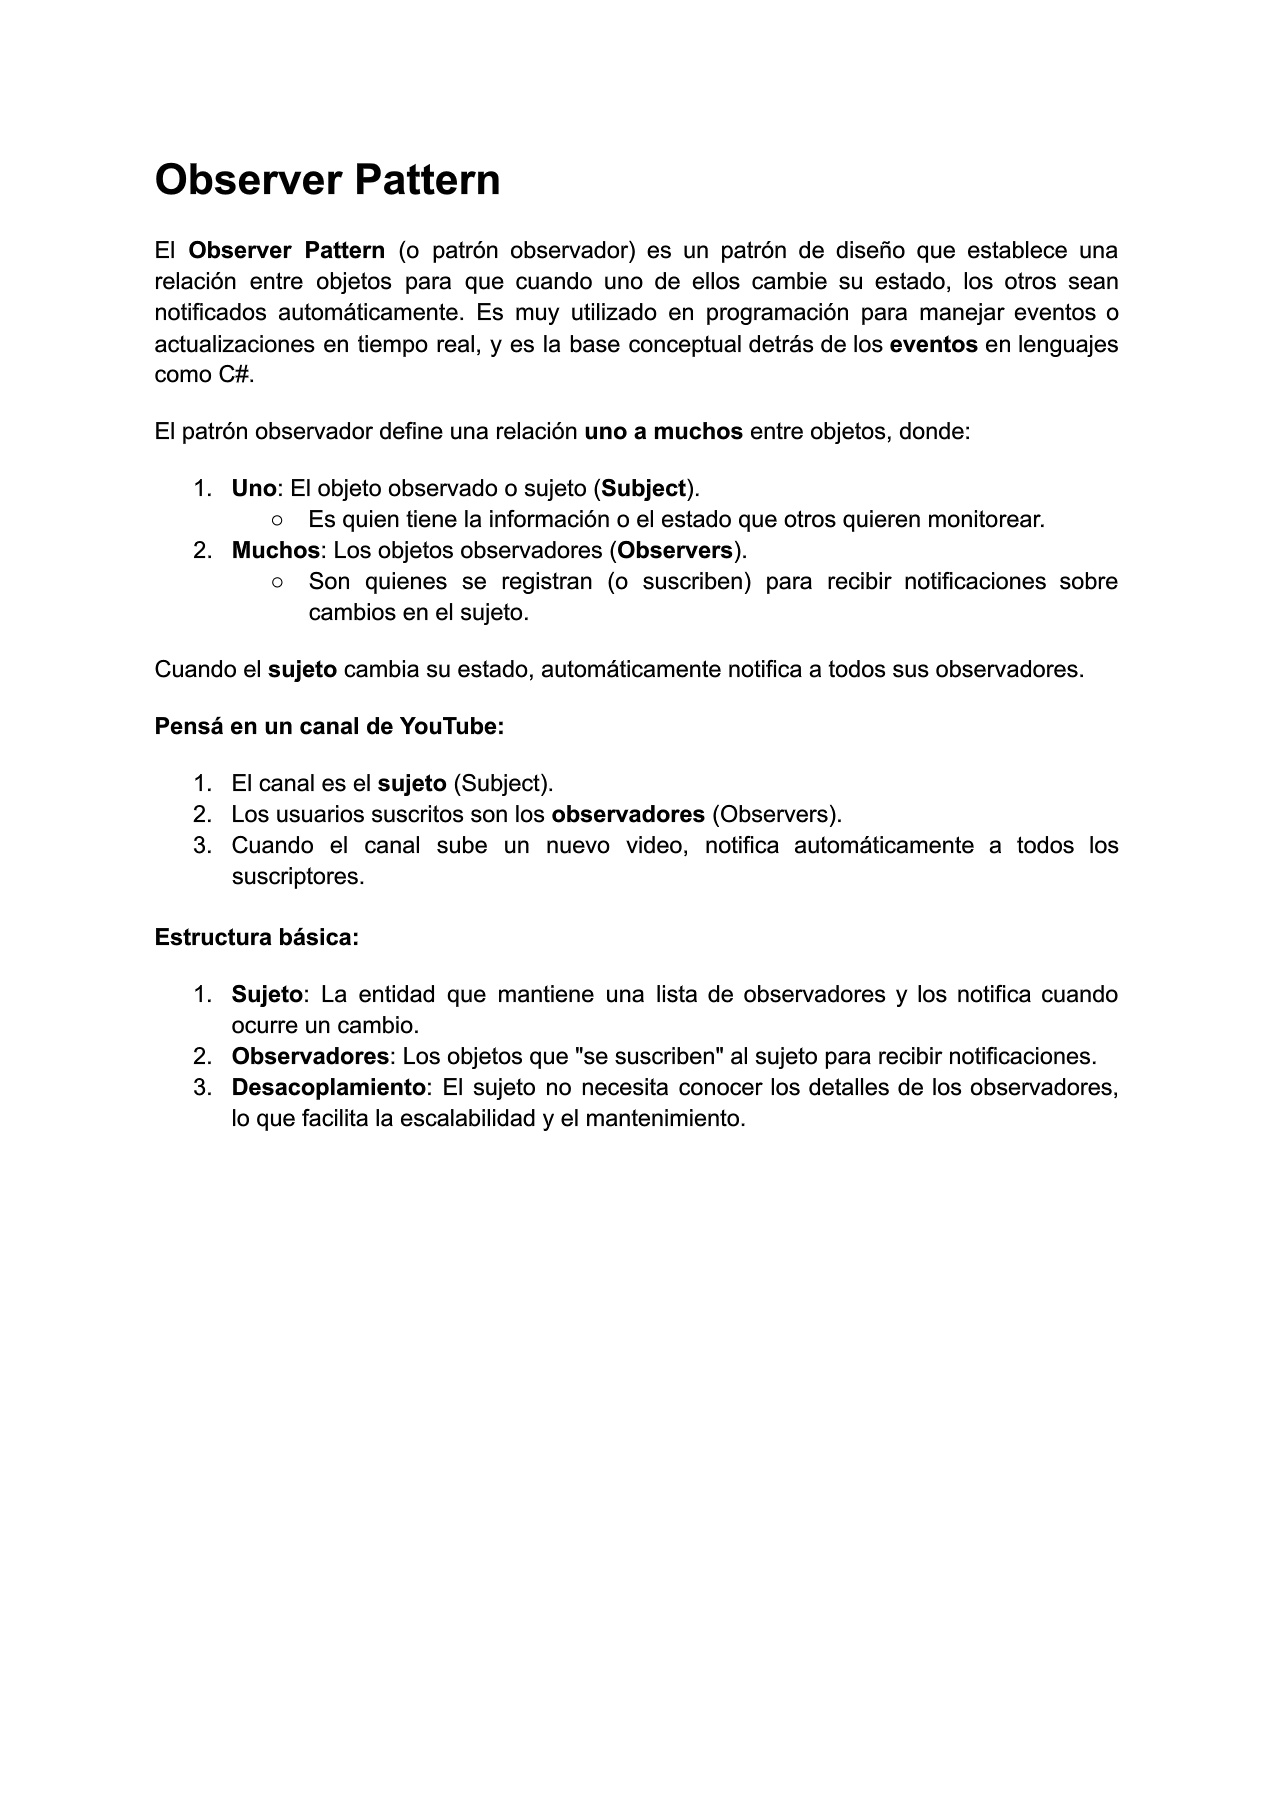 Observer Pattern
El Observer Pattern (o patrón observador) es un patrón de diseño que establece una
relación entre objetos para que cuando uno de ellos cambie su estado, los otros sean
notificados automáticamente. Es muy utilizado en programación para manejar eventos o
actualizaciones en tiempo real, y es la base conceptual detrás de los eventos en lenguajes
como C#.
El patrón observador define una relación uno a muchos entre objetos, donde:
1. Uno: El objeto observado o sujeto (Subject).
○ Es quien tiene la información o el estado que otros quieren monitorear.
2. Muchos: Los objetos observadores (Observers).
○ Son quienes se registran (o suscriben) para recibir notificaciones sobre
cambios en el sujeto.
Cuando el sujeto cambia su estado, automáticamente notifica a todos sus observadores.
Pensá en un canal de YouTube:
1. El canal es el sujeto (Subject).
2. Los usuarios suscritos son los observadores (Observers).
3. Cuando el canal sube un nuevo video, notifica automáticamente a todos los
suscriptores.
Estructura básica:
1. Sujeto: La entidad que mantiene una lista de observadores y los notifica cuando
ocurre un cambio.
2. Observadores: Los objetos que "se suscriben" al sujeto para recibir notificaciones.
3. Desacoplamiento: El sujeto no necesita conocer los detalles de los observadores,
lo que facilita la escalabilidad y el mantenimiento.